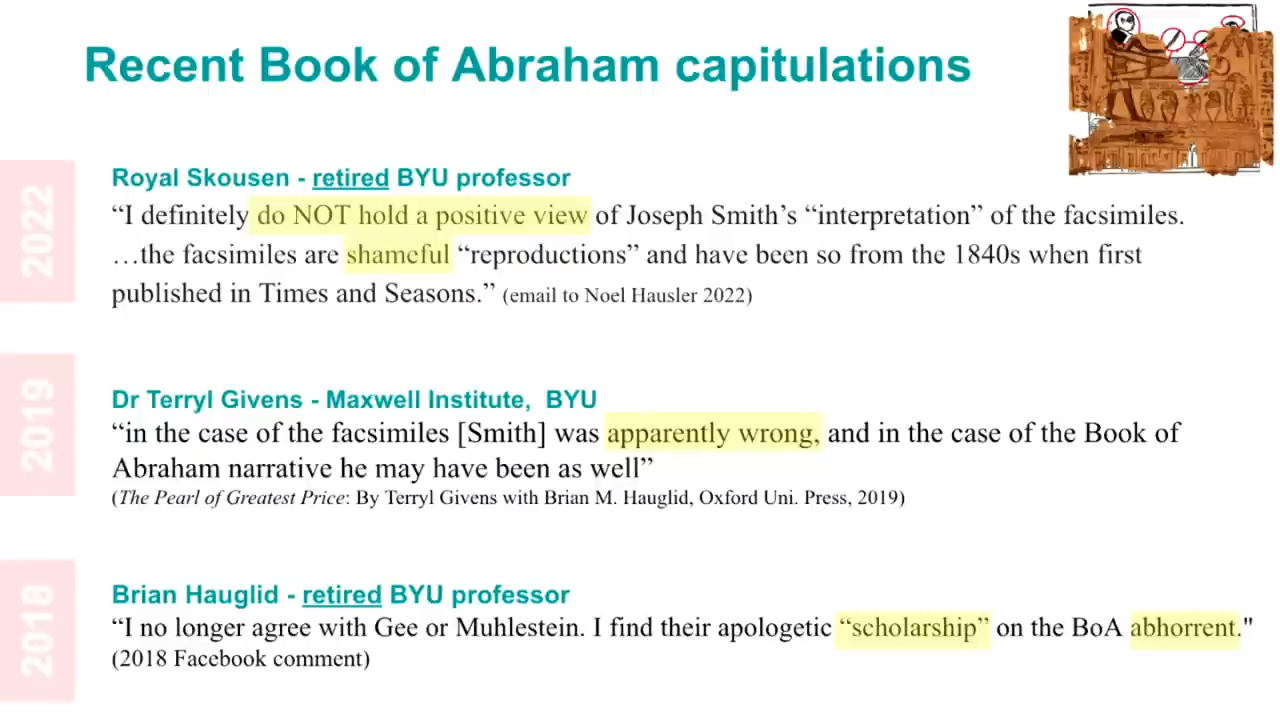 Recent Book of Abraham capitulations
2022
Royal Skousen - retired BYU professor
“I definitely do NOT hold a positive view of Joseph Smith’s “interpretation” of the facsimiles.
…the facsimiles are shameful “reproductions” and have been so from the 1840s when first
published in Times and Seasons.” (email to Noel Hausler 2022)
2019
Dr Terryl Givens - Maxwell Institute, BYU
“in the case of the facsimiles [Smith] was apparently wrong, and in the case of the Book of
Abraham narrative he may have been as well”
(The Pearl of Greatest Price: By Terryl Givens with Brian M. Hauglid, Oxford Uni. Press, 2019)
2018
Brian Hauglid - retired BYU professor
“I no longer agree with Gee or Muhlestein. I find their apologetic “scholarship” on the BoA abhorrent."
(2018 Facebook comment)